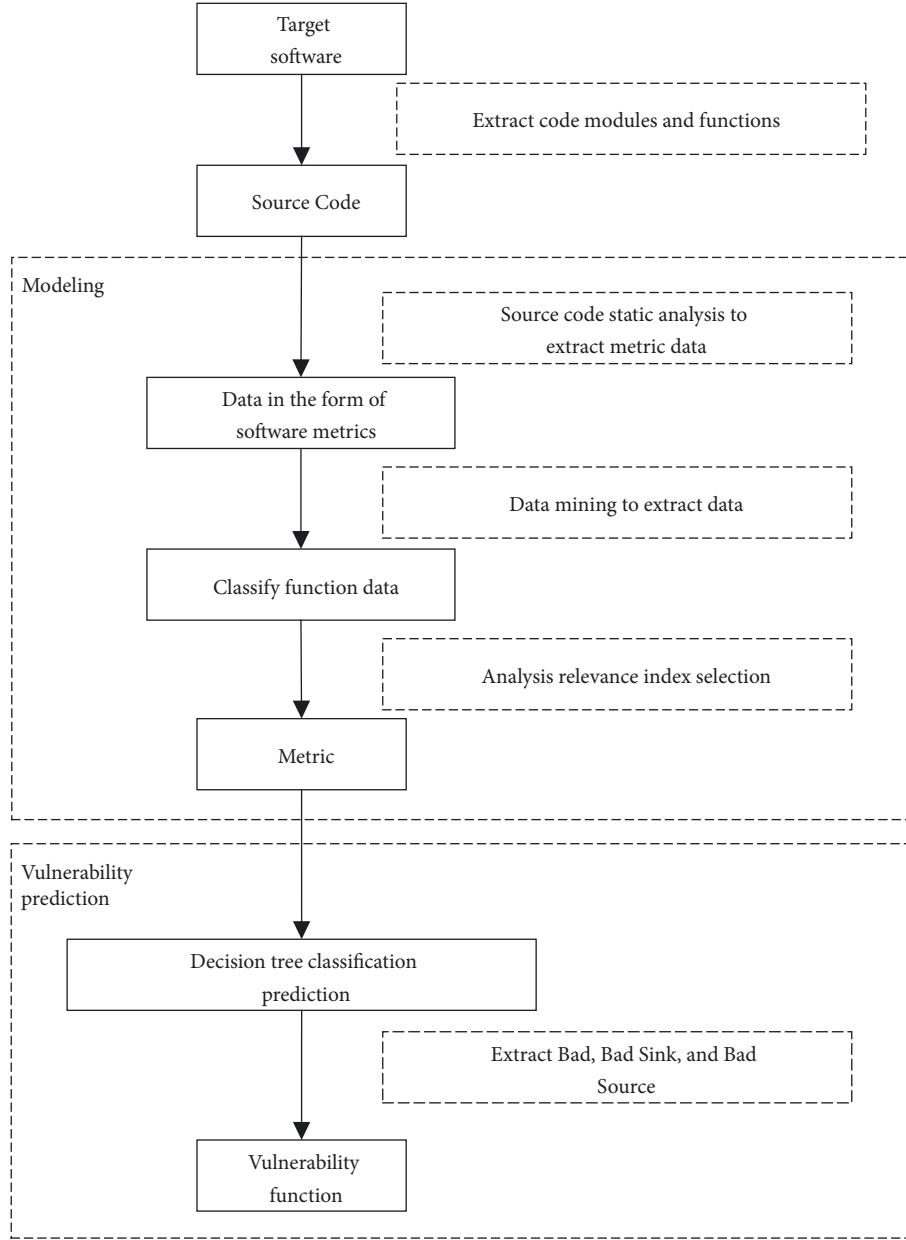 Target
software
Extract code modules and functions
Source Code
Modeling
Source code static analysis to
extract metric data
Data in the form of
software metrics
Data mining to extract data
Classify function data
Analysis relevance index selection
Metric
Vulnerability
prediction
Decision tree classification
prediction
Extract Bad, Bad Sink, and Bad
Source
Vulnerability
function